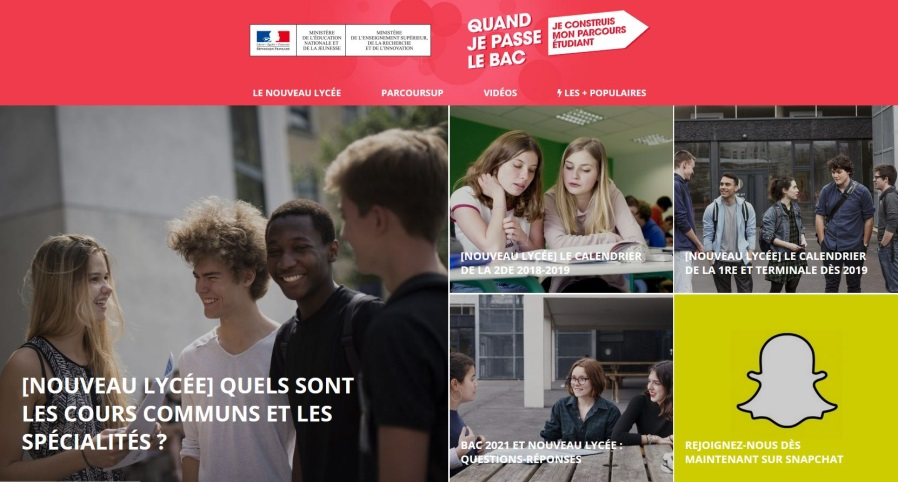 MINISTÈRE
DE L'ÉDUCATION
NATIONALE ET
DE LA JEUNESSE
MINISTÈRE
DE L'ENSEIGNEMENT SUPÉRIEUR,
DE LA RECHERCHE
ET DE L'INNOVATION
RÉPUBLIQUE FRANÇAISE
QUAND
JE PASSE
LE BAC
JE CONSTRUIS
MON PARCOURS
ÉTUDIANT
LE NOUVEAU LYCÉE
PARCOURSUP
VIDÉOS
LES + POPULAIRES
[NOUVEAU LYCÉE] QUELS SONT
LES COURS COMMUNS ET LES
SPÉCIALITÉS ?
[NOUVEAU LYCÉE] LE CALENDRIER
DE LA 2DE 2018-2019
[NOUVEAU LYCÉE] LE CALENDRIER
DE LA 1RE ET TERMINALE DÈS 2019
BAC 2021 ET NOUVEAU LYCÉE :
QUESTIONS-RÉPONSES
REJOIGNEZ-NOUS DÈS
MAINTENANT SUR SNAPCHAT